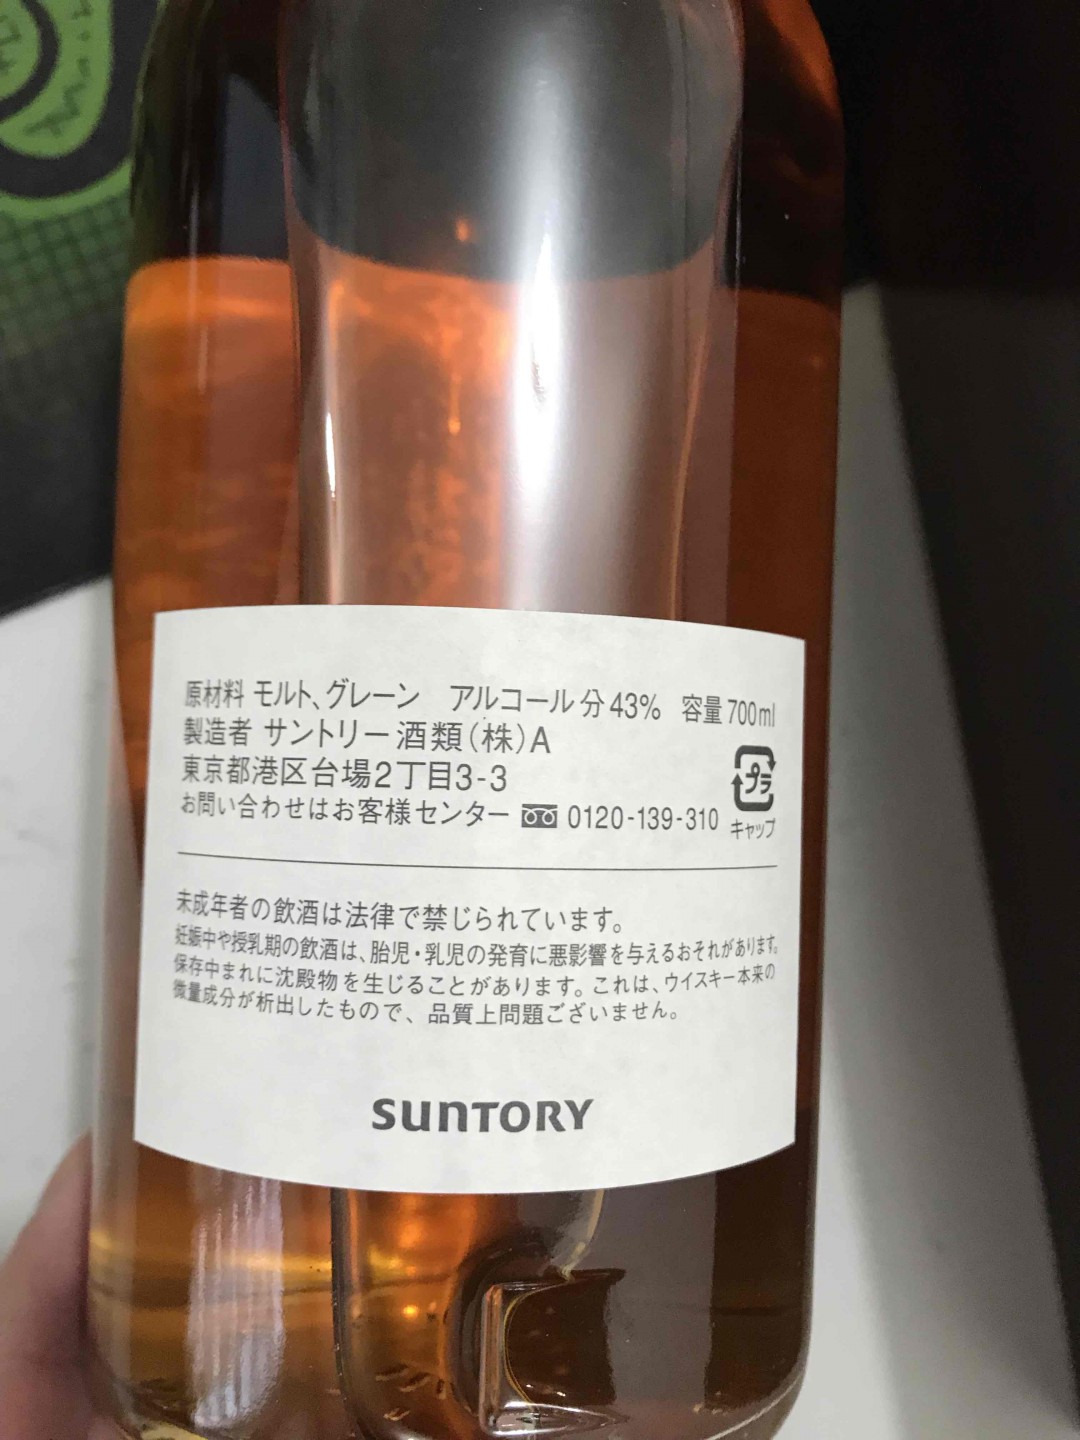 原材料 モルト、グレーン　アルコール分43%　容量700ml
製造者 サントリー酒類(株)A
東京都港区台場2丁目3-3
お問い合わせはお客様センター 0120-139-310
プラ
キャップ
未成年者の飲酒は法律で禁じられています。
妊娠中や授乳期の飲酒は、胎児・乳児の発育に悪影響を与えるおそれがあります。
保存中まれに沈殿物を生じることがあります。これは、ウイスキー本来の
微量成分が析出したもので、品質上問題ございません。
SUNTORY